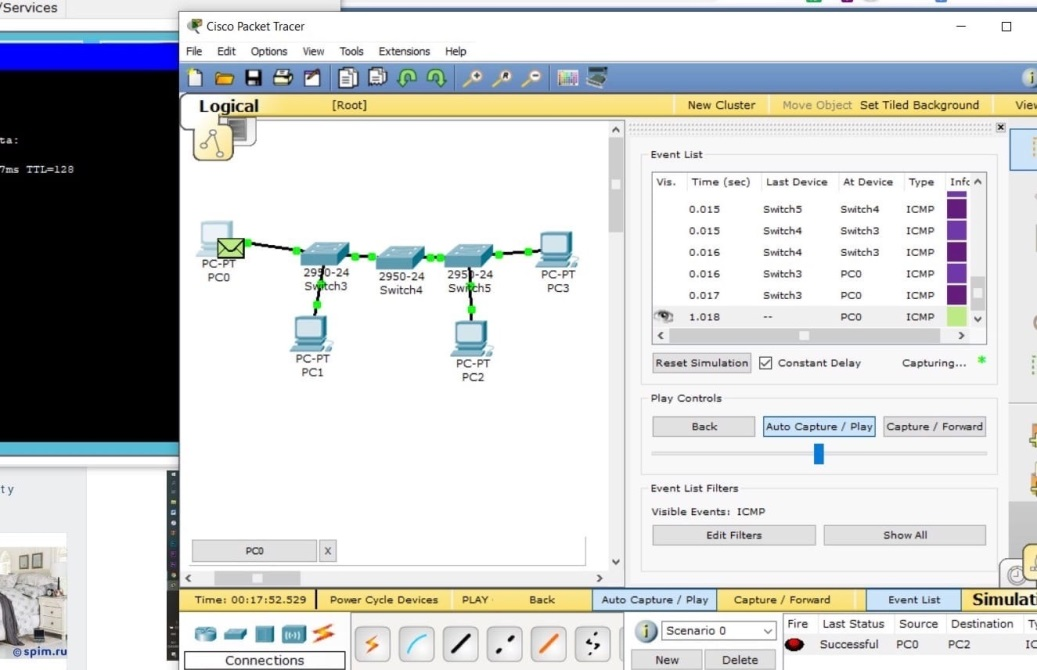 /Services
Cisco Packet Tracer
File Edit Options View Tools Extensions Help
Logical [Root] New Cluster Move Object Set Tiled Background
ta:
7ms TTL=128
Event List
Vis. Time (sec) Last Device At Device Type Info
0.015 Switch5 Switch4 ICMP
0.015 Switch4 Switch3 ICMP
0.016 Switch4 Switch3 ICMP
0.016 Switch3 PC0 ICMP
0.017 Switch3 PC0 ICMP
1.018 -- PC0 ICMP
PC-PT
PC0
2950-24
Switch3
2950-24
Switch4
2950-24
Switch5
PC-PT
PC3
PC-PT
PC1
PC-PT
PC2
Reset Simulation Constant Delay Capturing... *
Play Controls
Back Auto Capture / Play Capture / Forward
Event List Filters
Visible Events: ICMP
Edit Filters Show All
PC0 X
ty
Time: 00:17:52.529 Power Cycle Devices PLAY Back Auto Capture / Play Capture / Forward Event List Simulati
Connections
Scenario 0
New Delete
Fire Last Status Source Destination Ty
Successful PC0 PC2 IC
© spim.ru